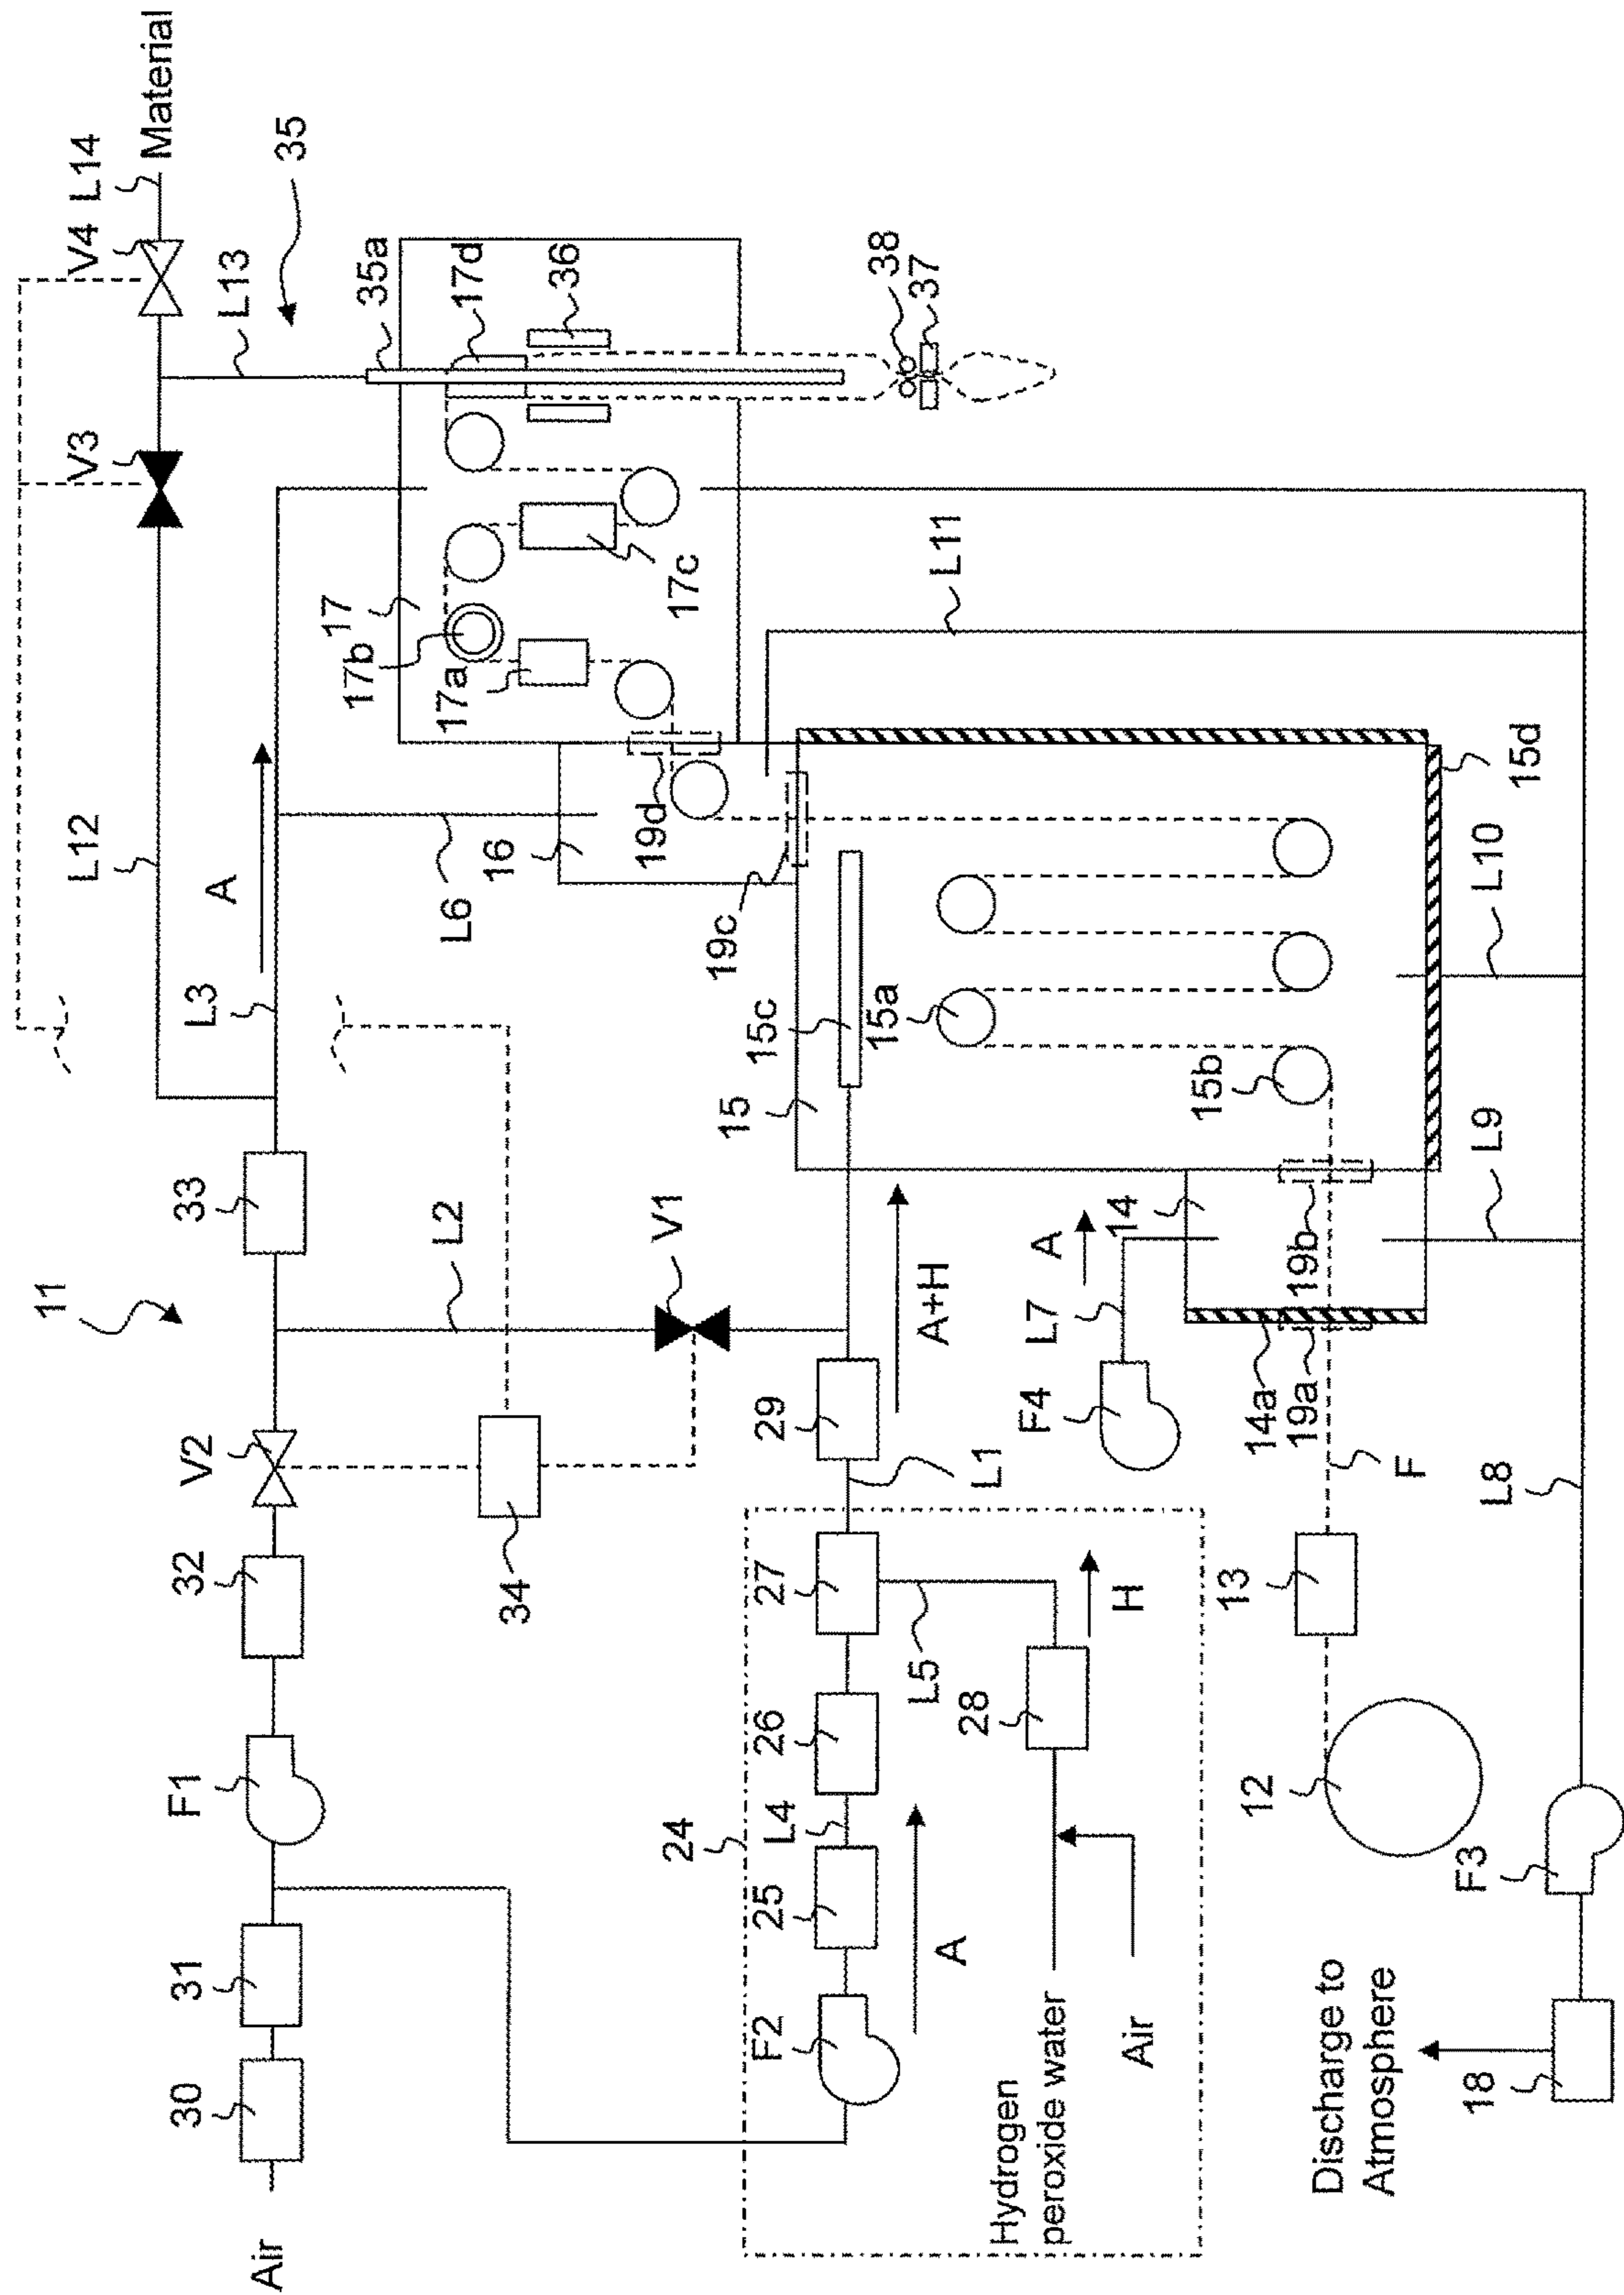 11
Air
30
31
F1
32
V2
33
L3
A
L12
V3
V4
L14
Material
L13
35
35a
17d
36
38
37
17
17b
17a
17c
L6
16
19d
19c
L11
34
L2
V1
24
F2
25
L4
26
27
29
L1
A
A+H
L5
28
H
Hydrogen
peroxide water
Air
15
15c
15a
15b
15d
L10
L9
14
A
L7
F4
14a
19a
19b
F
13
12
L8
F3
18
Discharge to
Atmosphere